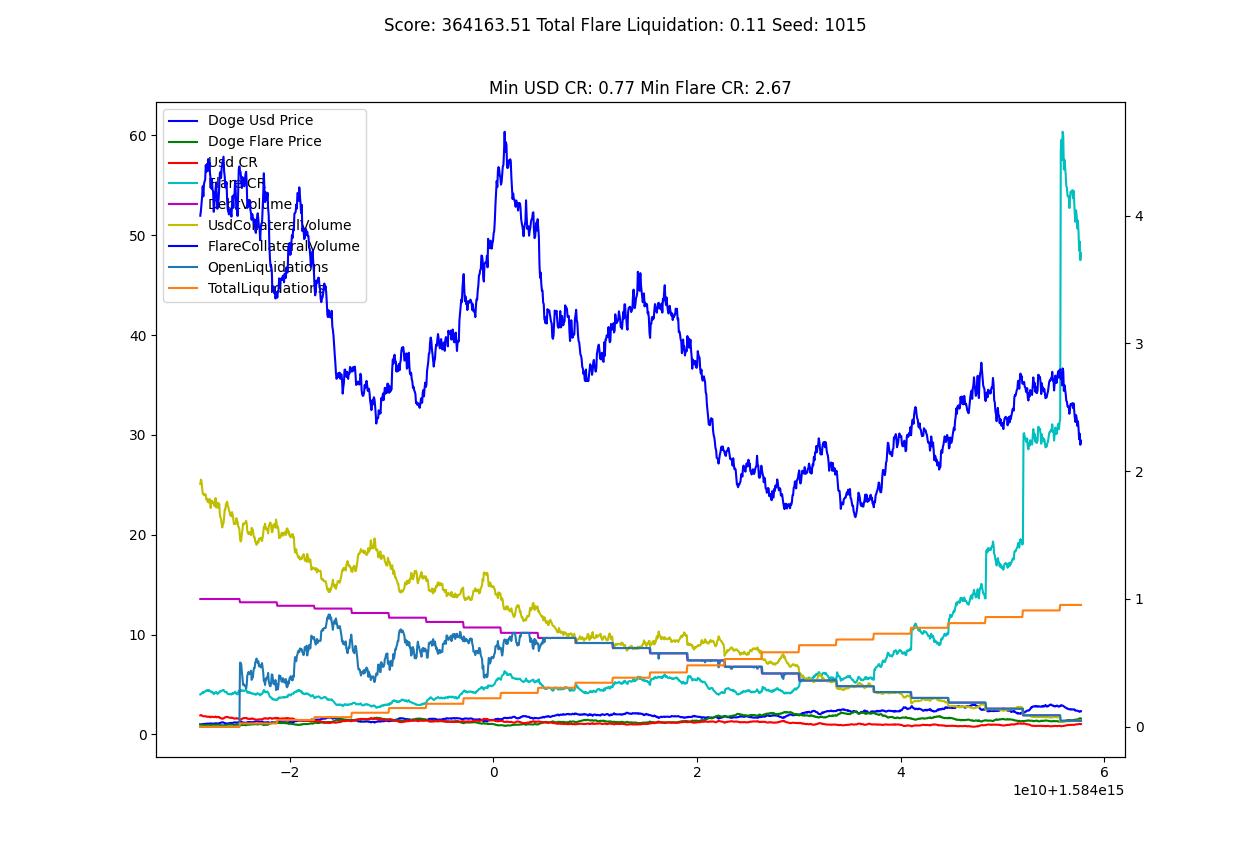 Score: 364163.51 Total Flare Liquidation: 0.11 Seed: 1015
Min USD CR: 0.77 Min Flare CR: 2.67
Doge Usd Price
Doge Flare Price
Usd CR
Flare CR
DebtVolume
UsdCollateralVolume
FlareCollateralVolume
OpenLiquidations
TotalLiquidations
60
50
40
30
20
10
0
4
3
2
1
0
−2
0
2
4
6
1e10+1.584e15